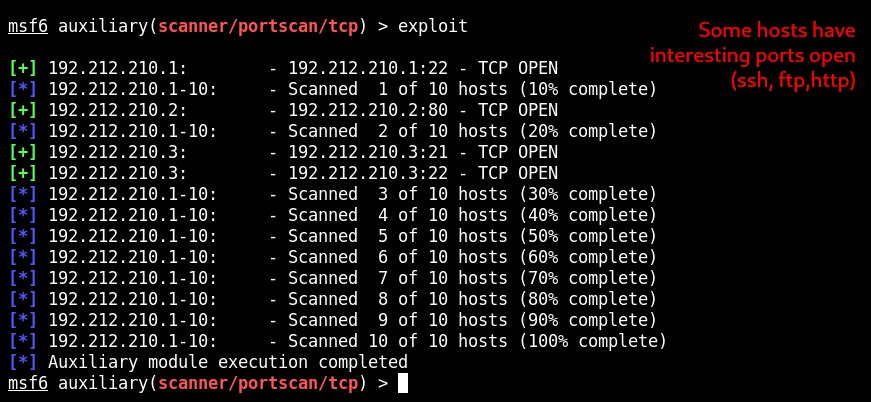 msf6 auxiliary(scanner/portscan/tcp) > exploit
Some hosts have
interesting ports open
(ssh, ftp,http)
[+] 192.212.210.1:        - 192.212.210.1:22 - TCP OPEN
[*] 192.212.210.1-10:     - Scanned  1 of 10 hosts (10% complete)
[+] 192.212.210.2:        - 192.212.210.2:80 - TCP OPEN
[*] 192.212.210.1-10:     - Scanned  2 of 10 hosts (20% complete)
[+] 192.212.210.3:        - 192.212.210.3:21 - TCP OPEN
[+] 192.212.210.3:        - 192.212.210.3:22 - TCP OPEN
[*] 192.212.210.1-10:     - Scanned  3 of 10 hosts (30% complete)
[*] 192.212.210.1-10:     - Scanned  4 of 10 hosts (40% complete)
[*] 192.212.210.1-10:     - Scanned  5 of 10 hosts (50% complete)
[*] 192.212.210.1-10:     - Scanned  6 of 10 hosts (60% complete)
[*] 192.212.210.1-10:     - Scanned  7 of 10 hosts (70% complete)
[*] 192.212.210.1-10:     - Scanned  8 of 10 hosts (80% complete)
[*] 192.212.210.1-10:     - Scanned  9 of 10 hosts (90% complete)
[*] 192.212.210.1-10:     - Scanned 10 of 10 hosts (100% complete)
[*] Auxiliary module execution completed
msf6 auxiliary(scanner/portscan/tcp) >